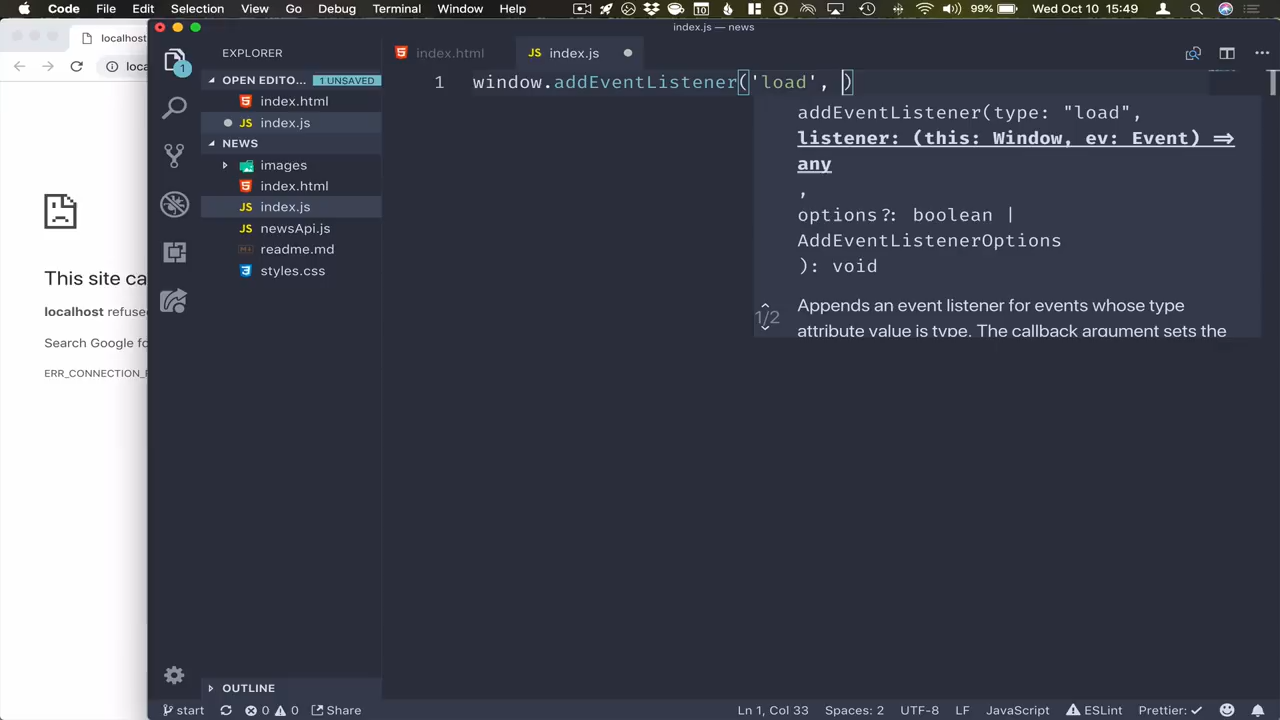 Code File Edit Selection View Go Debug Terminal Window Help 99% Wed Oct 10 15:49
index.js — news
localhost
This site ca
localhost refuse
Search Google fo
EXPLORER
OPEN EDITO... 1 UNSAVED
index.html
JS index.js
NEWS
images
index.html
JS index.js
JS newsApi.js
readme.md
styles.css
OUTLINE
index.html JS index.js
1 window.addEventListener('load', )
addEventListener(type: "load",
listener: (this: Window, ev: Event) =>
any
,
options?: boolean |
AddEventListenerOptions
): void
1/2
Appends an event listener for events whose type
attribute value is type. The callback argument sets the
start 0 0 Share Ln 1, Col 33 Spaces: 2 UTF-8 LF JavaScript ESLint Prettier: ✓